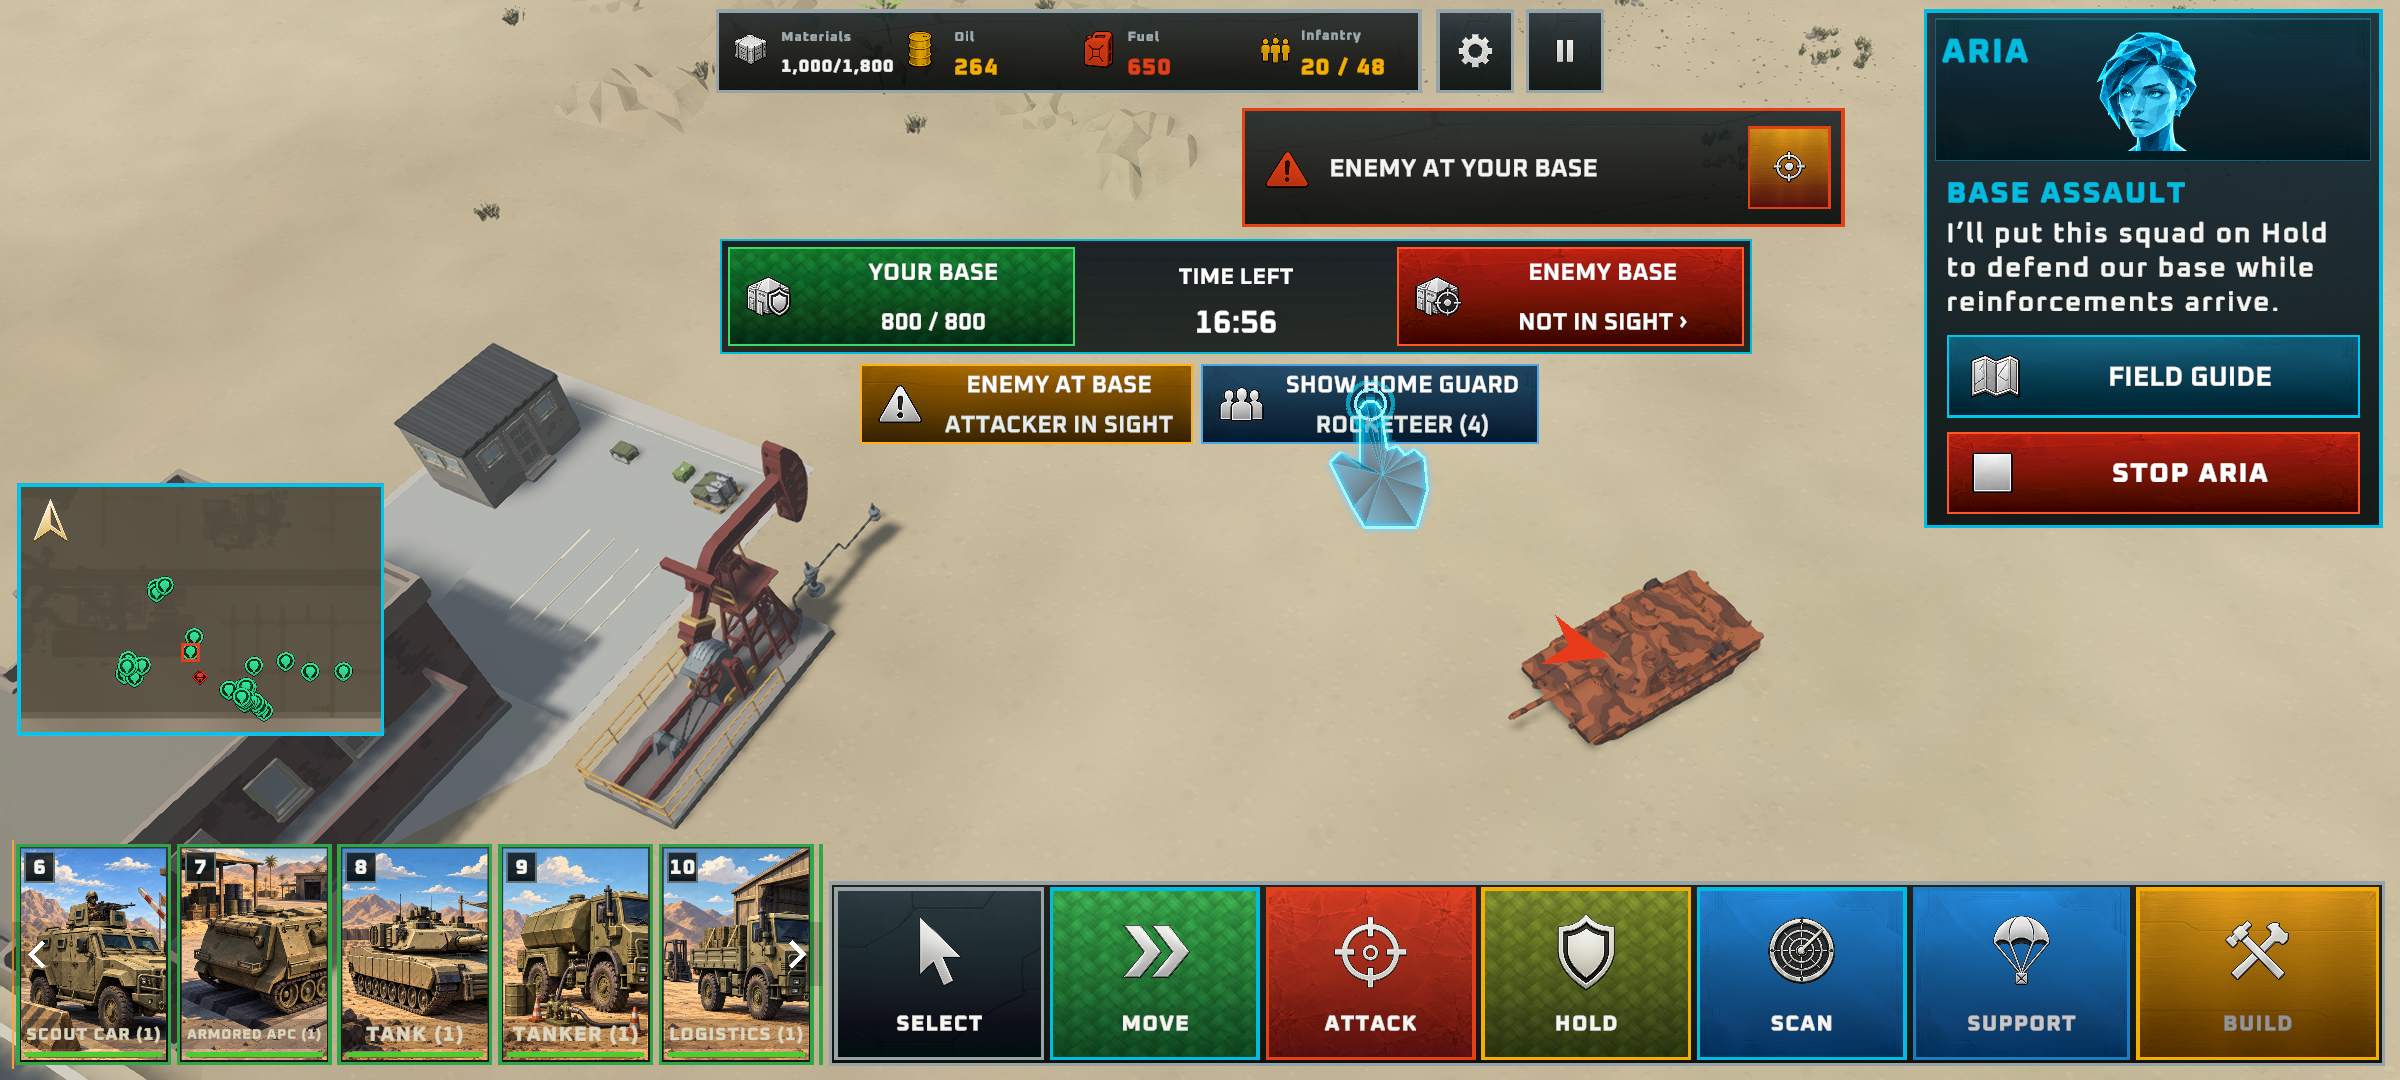 Materials
1,000/1,800
Oil
264
Fuel
650
Infantry
20 / 48
ENEMY AT YOUR BASE
YOUR BASE
800 / 800
TIME LEFT
16:56
ENEMY BASE
NOT IN SIGHT ›
ENEMY AT BASE
ATTACKER IN SIGHT
SHOW HOME GUARD
ROCKETEER (4)
ARIA
BASE ASSAULT
I'll put this squad on Hold
to defend our base while
reinforcements arrive.
FIELD GUIDE
STOP ARIA
6
SCOUT CAR (1)
7
ARMORED APC (1)
8
TANK (1)
9
TANKER (1)
10
LOGISTICS (1)
SELECT
MOVE
ATTACK
HOLD
SCAN
SUPPORT
BUILD